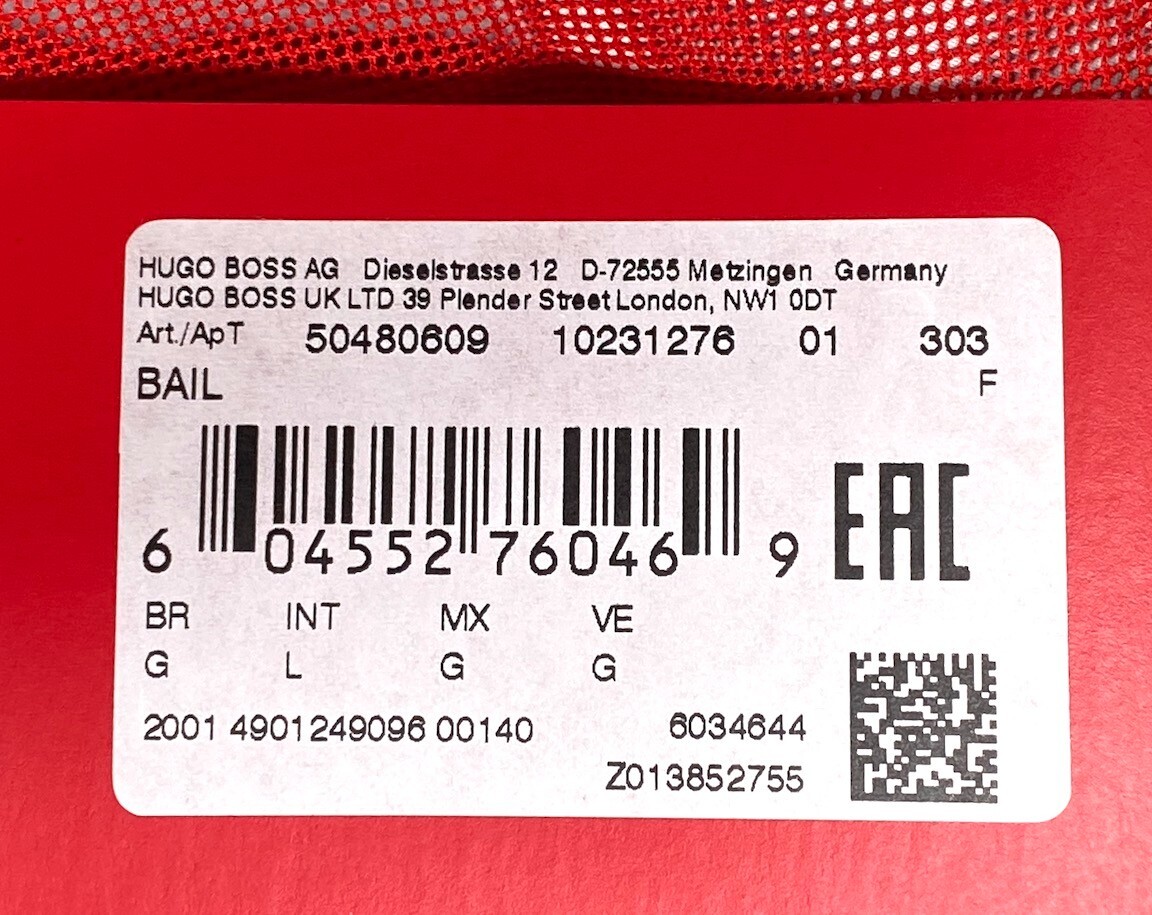 HUGO BOSS AG Dieselstrasse 12 D-72555 Metzingen Germany
HUGO BOSS UK LTD 39 Plender Street London, NW1 0DT
Art./ApT 50480609 10231276 01 303
BAIL F
6 04552 76046 9 EAC
BR INT MX VE
G L G G
2001 4901249096 00140 6034644
Z013852755